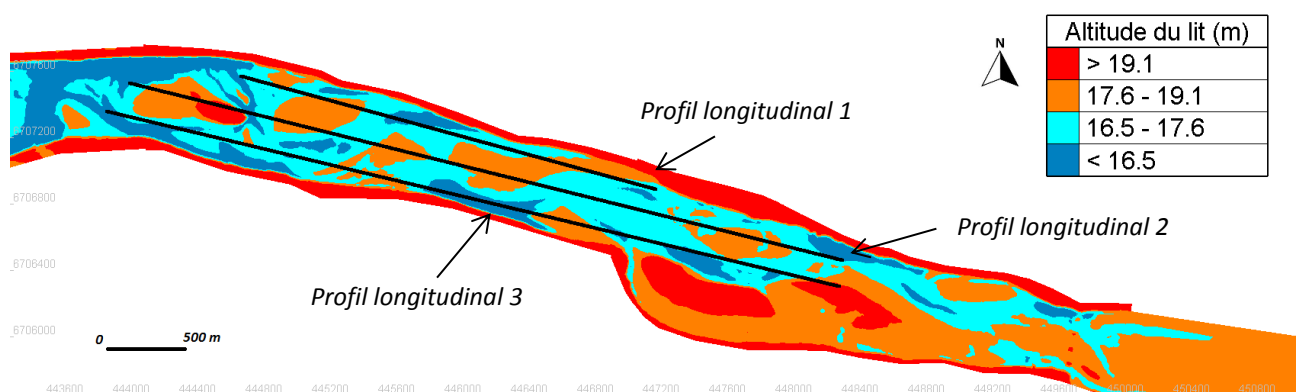 Altitude du lit (m)
> 19.1
17.6 - 19.1
16.5 - 17.6
< 16.5
N
Profil longitudinal 1
Profil longitudinal 2
Profil longitudinal 3
0 500 m
6707600
6707200
6706800
6706400
6706000
443600 444000 444400 444800 445200 445600 446000 446400 446800 447200 447600 448000 448400 448800 449200 449600 450000 450400 450800